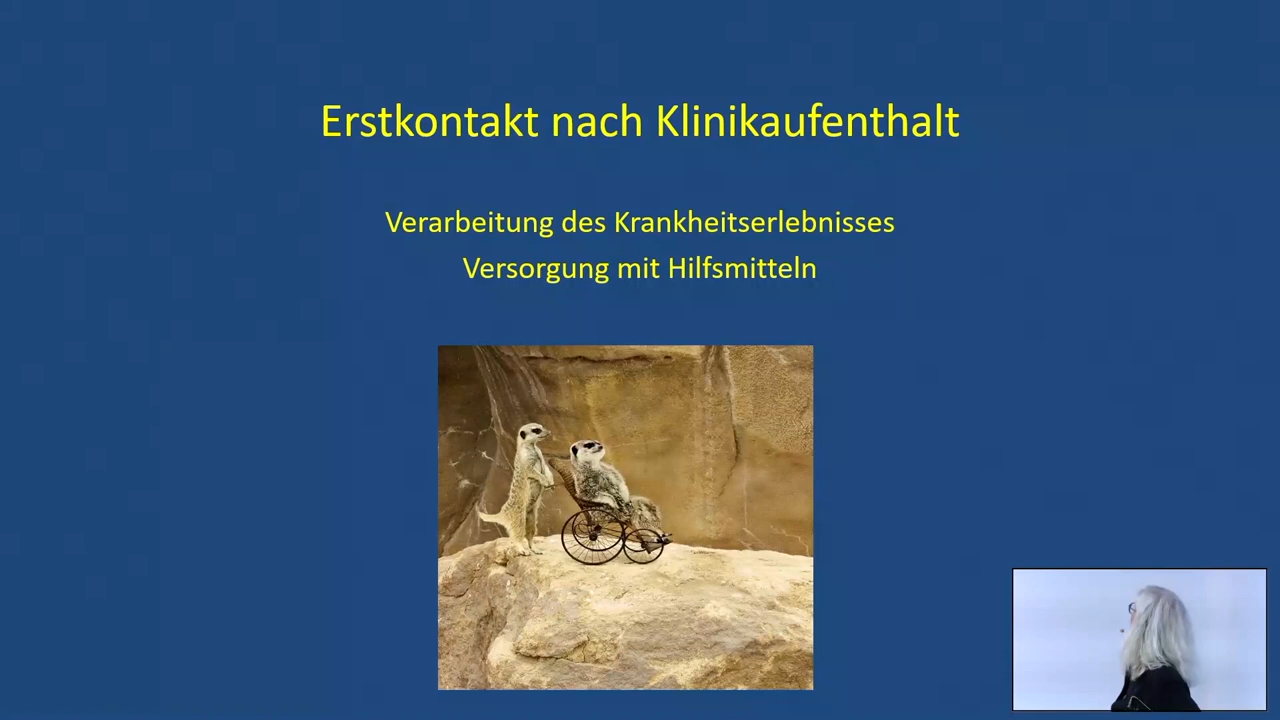 Erstkontakt nach Klinikaufenthalt
Verarbeitung des Krankheitserlebnisses
Versorgung mit Hilfsmitteln